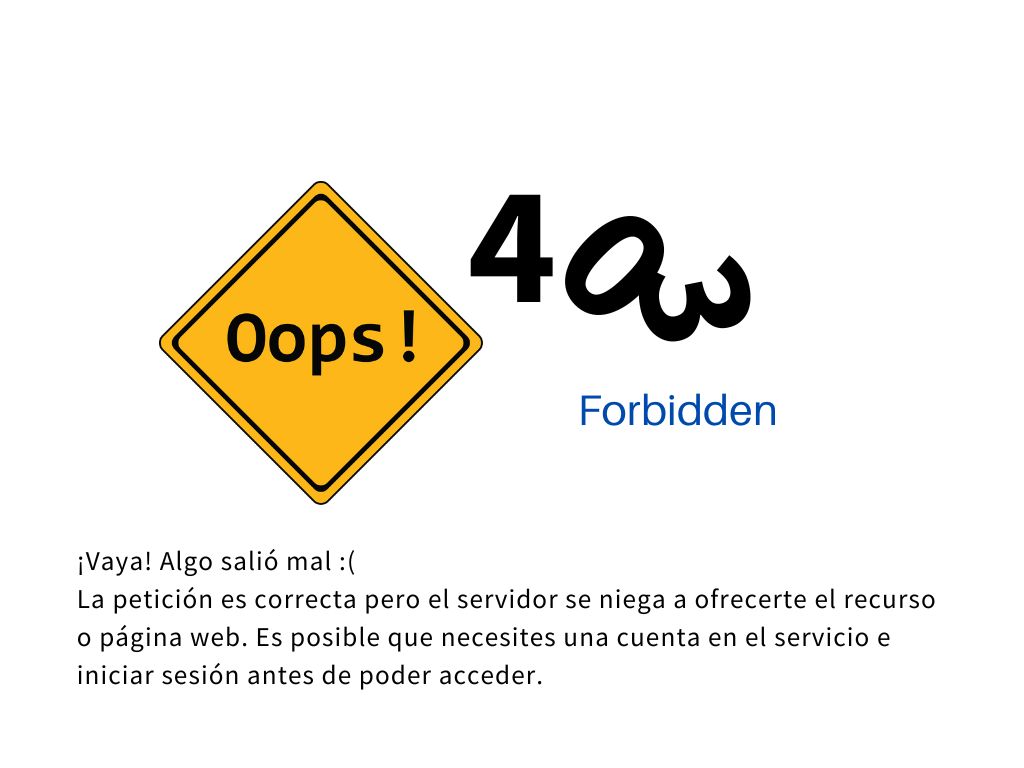 Oops!
403
Forbidden
¡Vaya! Algo salió mal :(
La petición es correcta pero el servidor se niega a ofrecerte el recurso
o página web. Es posible que necesites una cuenta en el servicio e
iniciar sesión antes de poder acceder.